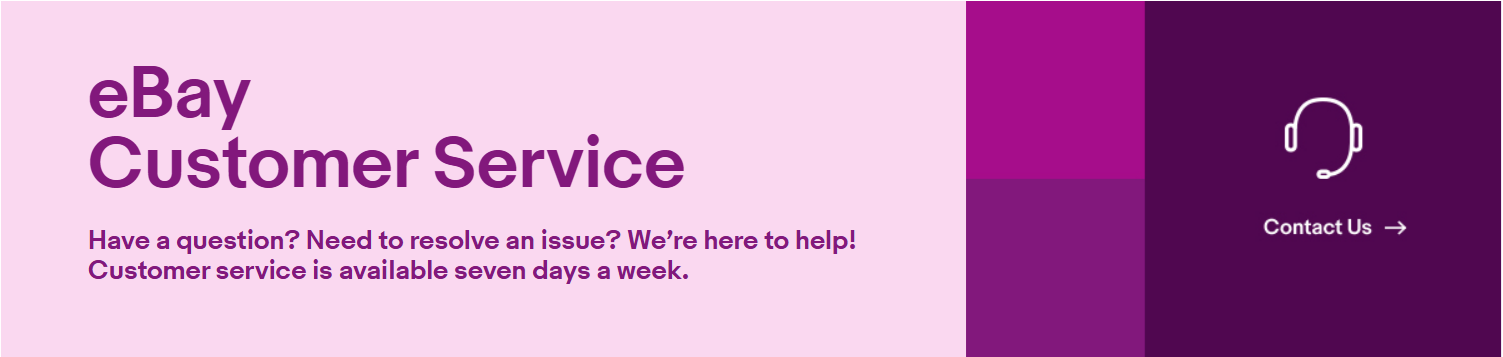 eBay
Customer Service
Have a question? Need to resolve an issue? We’re here to help!
Customer service is available seven days a week.
Contact Us →